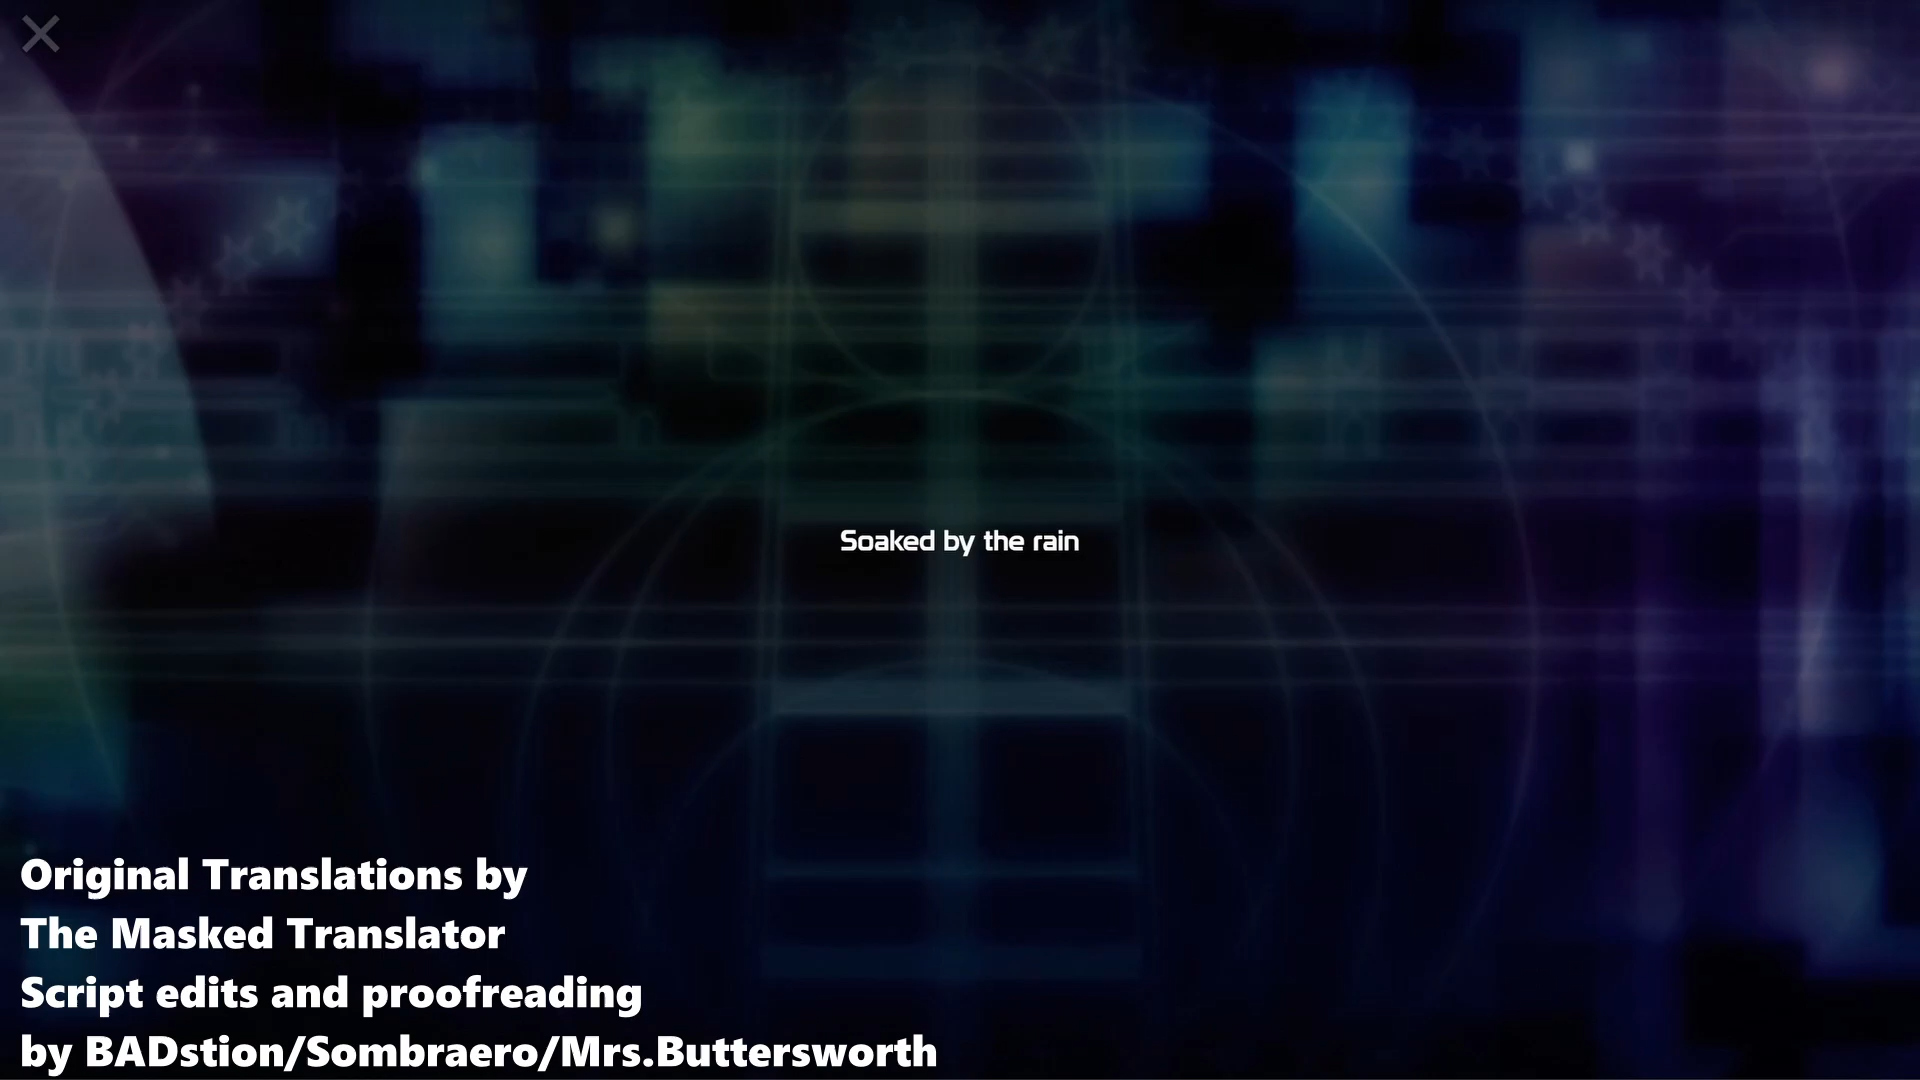 Soaked by the rain
Original Translations by
The Masked Translator
Script edits and proofreading
by BADstion/Sombraero/Mrs.Buttersworth